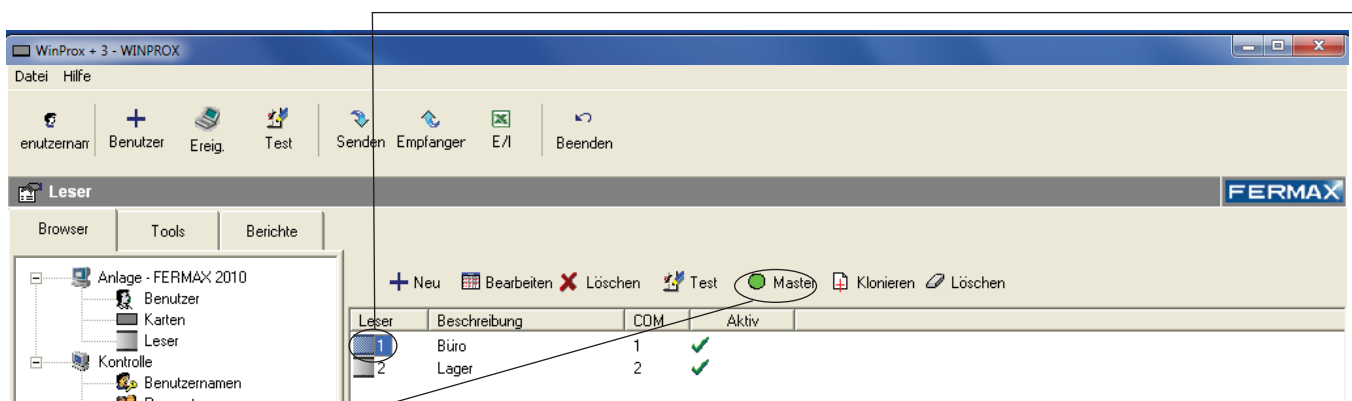 WinProx + 3 - WINPROX
Datei Hilfe
enutzernam Benutzer Ereig. Test Senden Empfanger E/I Beenden
Leser FERMAX
Browser Tools Berichte
Anlage - FERMAX 2010
Benutzer
Karten
Leser
Kontrolle
Benutzernamen
Neu Bearbeiten Löschen Test Master Klonieren Löschen
Leser Beschreibung COM Aktiv
1 Büro 1
2 Lager 2